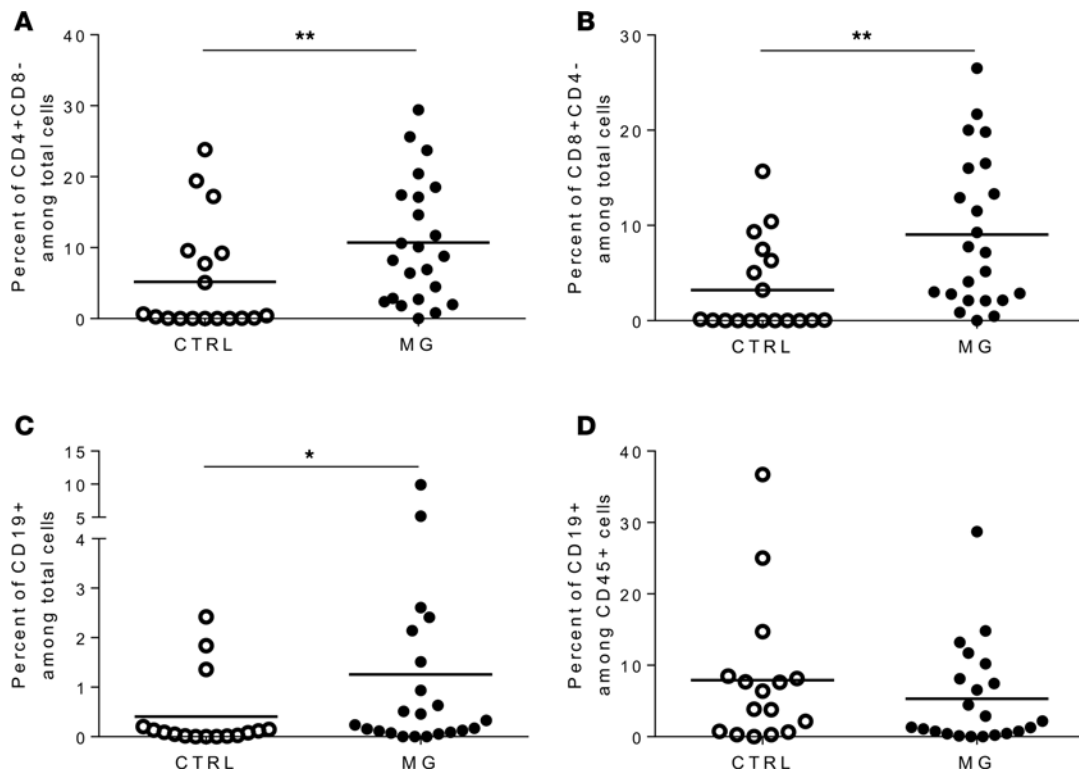 A
Percent of CD4+CD8-
among total cells
40
30
20
10
0
**
CTRL
MG
B
Percent of CD8+CD4-
among total cells
30
20
10
0
**
CTRL
MG
C
Percent of CD19+
among total cells
15
10
5
4
3
2
1
0
*
CTRL
MG
D
Percent of CD19+
among CD45+ cells
40
30
20
10
0
CTRL
MG